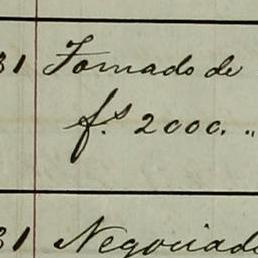 31 Tomado de
f.s 2000. "
31 Negociado